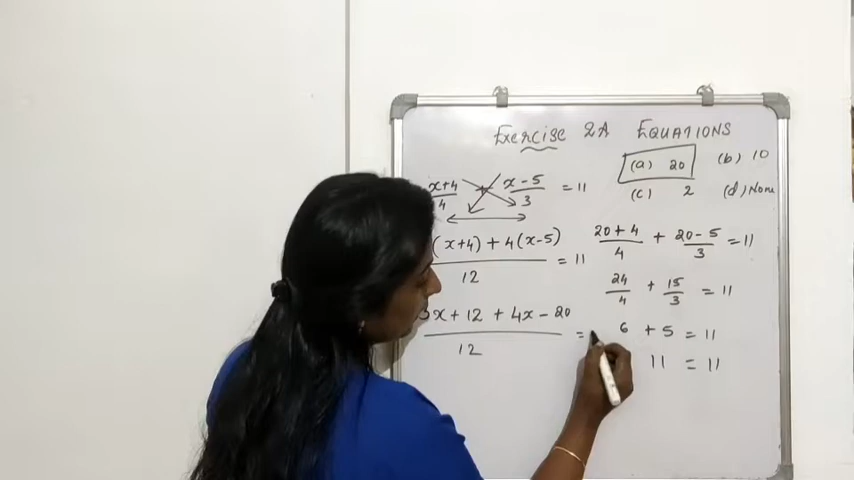 Exercise 2A EQUATIONS
(a) 20 (b) 10
(c) 2 (d) None
x+4/4 + x-5/3 = 11
(x+4) + 4(x-5)/12 = 11
3x + 12 + 4x - 20/12 =
20+4/4 + 20-5/3 = 11
24/4 + 15/3 = 11
6 + 5 = 11
11 = 11